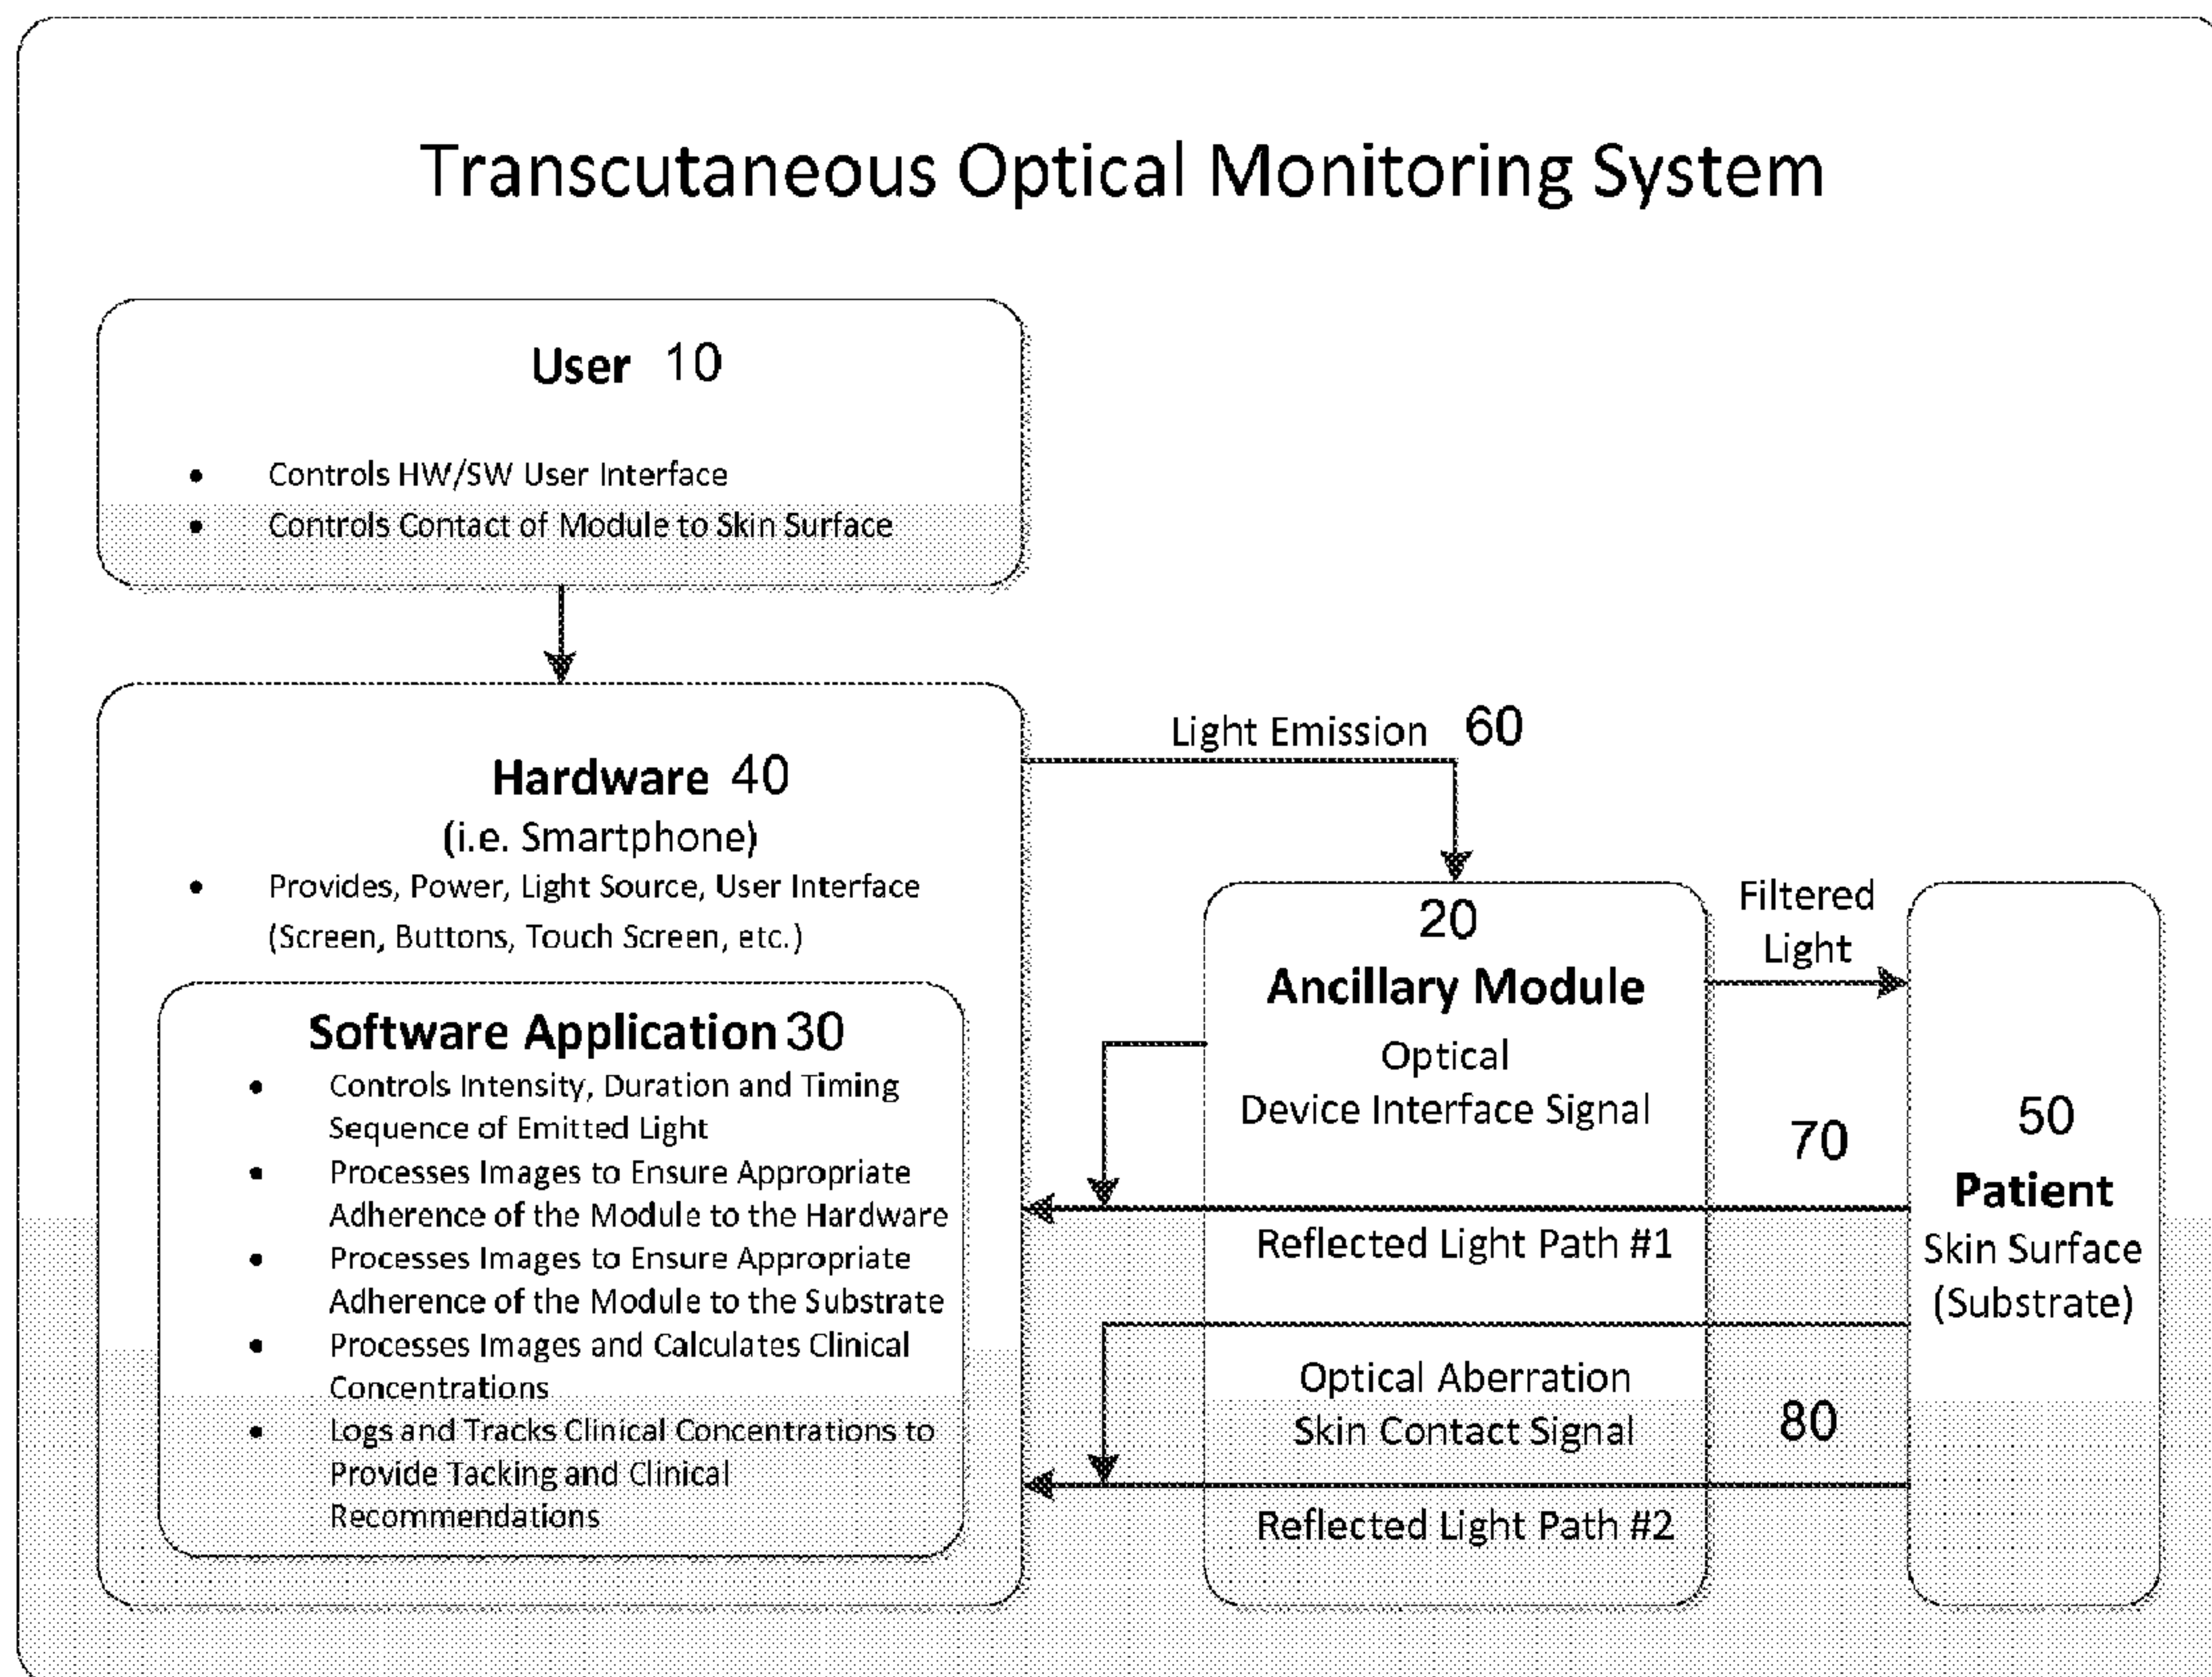 Transcutaneous Optical Monitoring System
User 10
• Controls HW/SW User Interface
• Controls Contact of Module to Skin Surface
Hardware 40
(i.e. Smartphone)
• Provides, Power, Light Source, User Interface
(Screen, Buttons, Touch Screen, etc.)
Software Application 30
• Controls Intensity, Duration and Timing
Sequence of Emitted Light
• Processes Images to Ensure Appropriate
Adherence of the Module to the Hardware
• Processes Images to Ensure Appropriate
Adherence of the Module to the Substrate
• Processes Images and Calculates Clinical
Concentrations
• Logs and Tracks Clinical Concentrations to
Provide Tacking and Clinical
Recommendations
Light Emission 60
20
Ancillary Module
Optical
Device Interface Signal
Reflected Light Path #1
Optical Aberration
Skin Contact Signal
Reflected Light Path #2
Filtered
Light
70
80
50
Patient
Skin Surface
(Substrate)